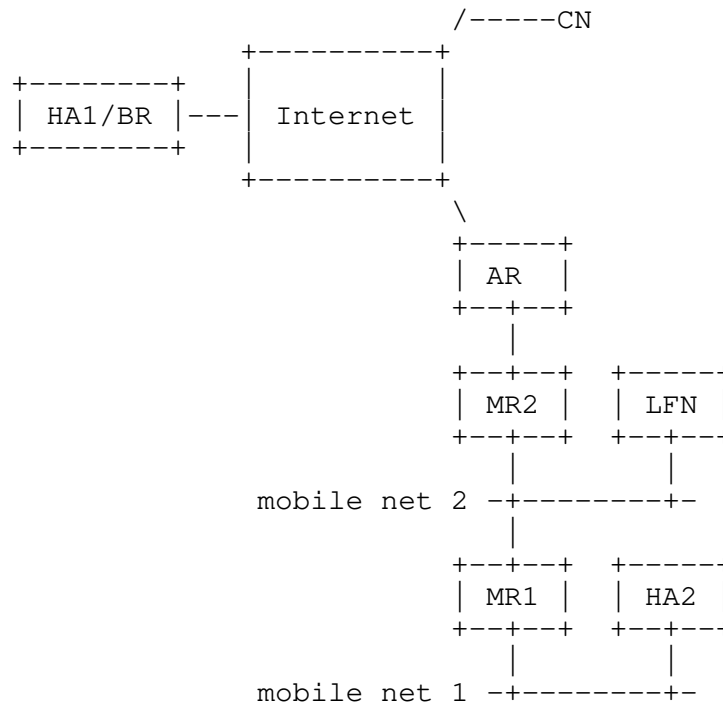 /-----CN
+----------+
+--------+ | |
| HA1/BR |---| Internet |
+--------+ | |
+----------+
\
+-----+
| AR |
+--+--+
|
+--+--+ +------
| MR2 | | LFN |
+--+--+ +--+---
| |
mobile net 2 -+--------+-
|
+--+--+ +------
| MR1 | | HA2 |
+--+--+ +--+---
| |
mobile net 1 -+--------+-